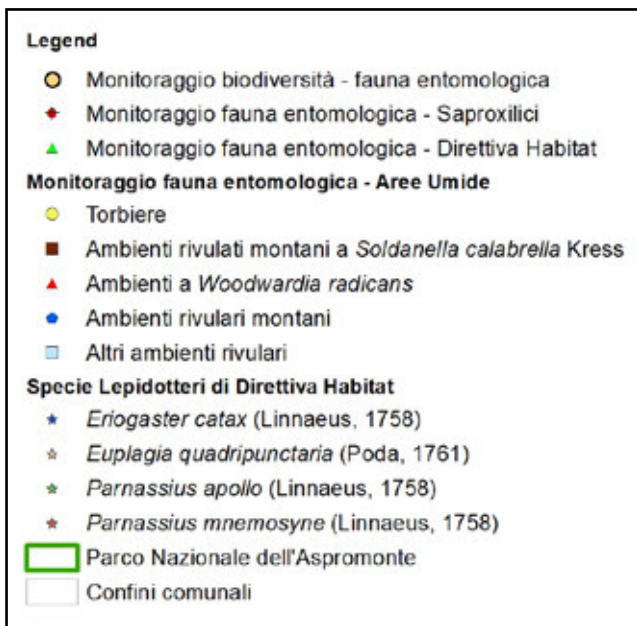 Legend
Monitoraggio biodiversità - fauna entomologica
Monitoraggio fauna entomologica - Saproxilici
Monitoraggio fauna entomologica - Direttiva Habitat
Monitoraggio fauna entomologica - Aree Umide
Torbiere
Ambienti rivulati montani a Soldanella calabrella Kress
Ambienti a Woodwardia radicans
Ambienti rivulari montani
Altri ambienti rivulari
Specie Lepidotteri di Direttiva Habitat
Eriogaster catax (Linnaeus, 1758)
Euplagia quadripunctaria (Poda, 1761)
Parnassius apollo (Linnaeus, 1758)
Parnassius mnemosyne (Linnaeus, 1758)
Parco Nazionale dell'Aspromonte
Confini comunali